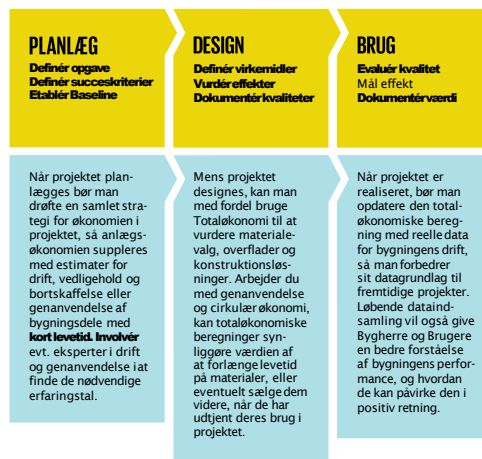 PLANLÆG
Definér opgave
Definér succeskriterier
Etablér Baseline
Når projektet plan-
lægges bør man
drøfte en samlet stra-
tegi for økonomien i
projektet, så anlægs-
økonomien suppleres
med estimater for
drift, vedligehold og
bortskaffelse eller
genanvendelse af
bygningsdele med
kort levetid. Involvér
evt. eksperter i drift
og genanvendelse i at
finde de nødvendige
erfaringstal.
DESIGN
Definér virkemidler
Vurdér effekter
Dokumentér kvaliteter
Mens projektet
designes, kan man
med fordel bruge
Totaløkonomi til at
vurdere materiale-
valg, overflader og
konstruktionsløs-
ninger. Arbejder du
med genanvendelse
og cirkulær økonomi,
kan totaløkonomiske
beregninger syn-
liggøre værdien af
at forlænge levetid
på materialer, eller
eventuelt sælge dem
videre, når de har
udtjent deres brug i
projektet.
BRUG
Evaluér kvalitet
Mål effekt
Dokumentér værdi
Når projektet er
realiseret, bør man
opdatere den total-
økonomiske bereg-
ning med reelle data
for bygningens drift,
så man forbedrer
sit datagrundlag til
fremtidige projekter.
Løbende dataind-
samling vil også give
Bygherre og Brugere
en bedre forståelse
af bygningens perfor-
mance, og hvordan
de kan påvirke den i
positiv retning.